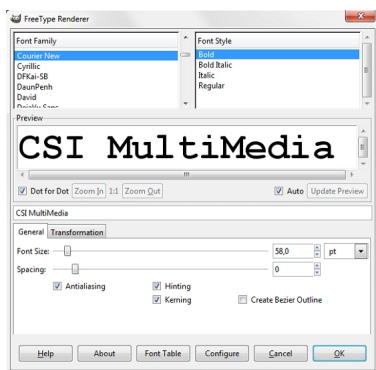 FreeType Renderer
Font Family
Font Style
Courier New
Cyrillic
DFKai-SB
DaunPenh
David
DejaVu Sans
Bold
Bold Italic
Italic
Regular
Preview
CSI MultiMedia
Dot for Dot Zoom In 1:1 Zoom Out Auto Update Preview
CSI MultiMedia
General Transformation
Font Size: 58,0 pt
Spacing: 0
Antialiasing Hinting
Kerning Create Bezier Outline
Help About Font Table Configure Cancel OK